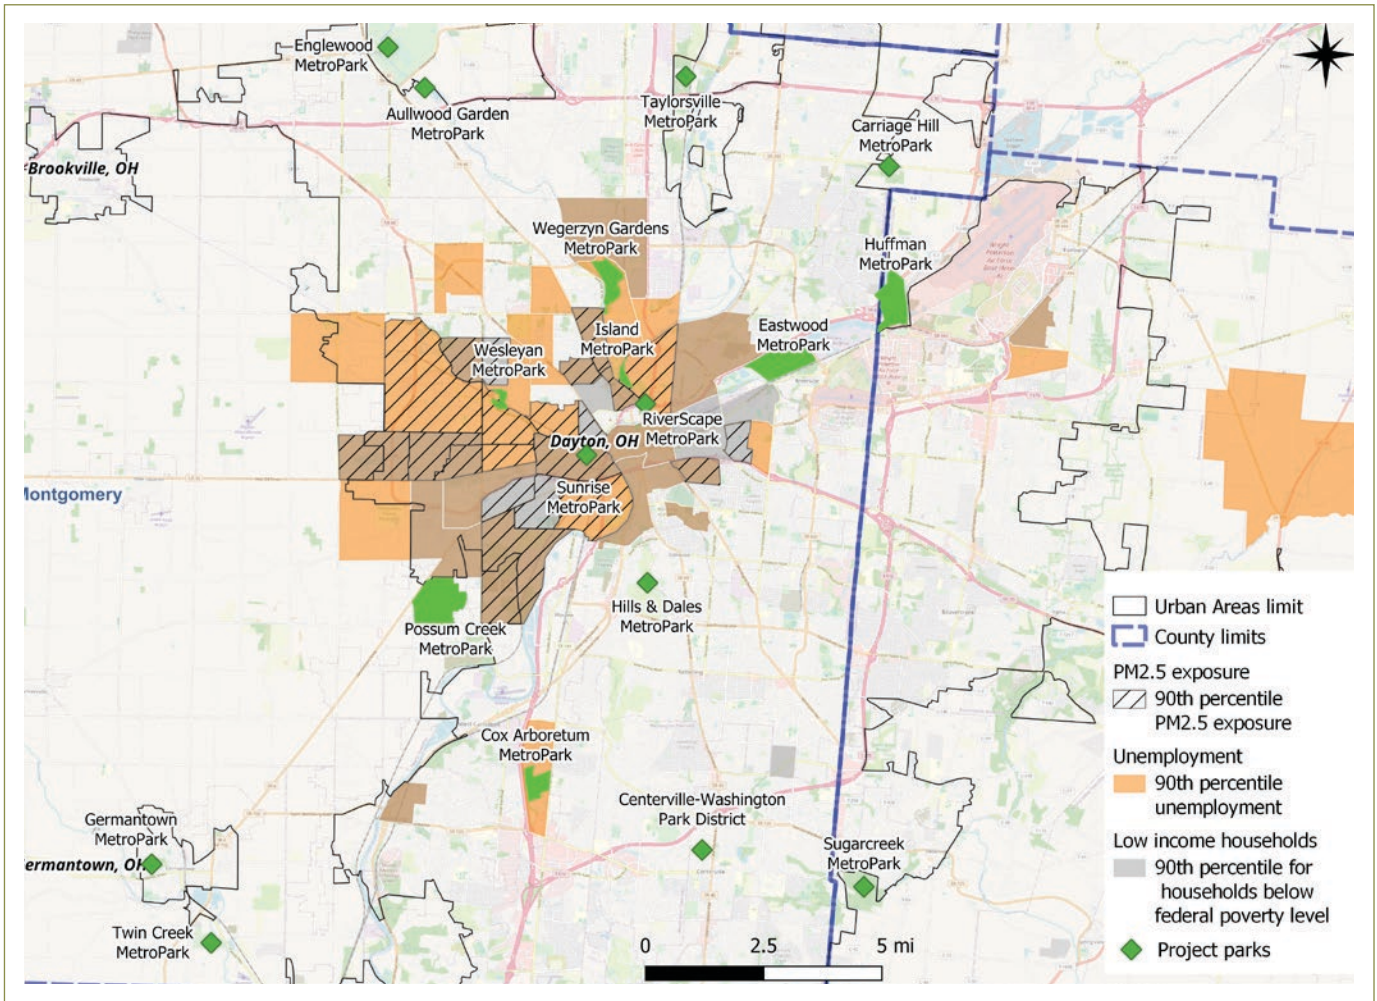 Englewood
MetroPark
Aullwood Garden
MetroPark
Taylorsville
MetroPark
Carriage Hill
MetroPark
Brookville, OH
Wegerzyn Gardens
MetroPark
Huffman
MetroPark
Island
MetroPark
Eastwood
MetroPark
Wesleyan
MetroPark
RiverScape
MetroPark
Dayton, OH
Montgomery
Sunrise
MetroPark
Hills & Dales
MetroPark
Possum Creek
MetroPark
Cox Arboretum
MetroPark
Centerville-Washington
Park District
Germantown
MetroPark
ermantown, OH
Sugarcreek
MetroPark
Twin Creek
MetroPark
0 2.5 5 mi
Urban Areas limit
County limits
PM2.5 exposure
90th percentile
PM2.5 exposure
Unemployment
90th percentile
unemployment
Low income households
90th percentile for
households below
federal poverty level
Project parks